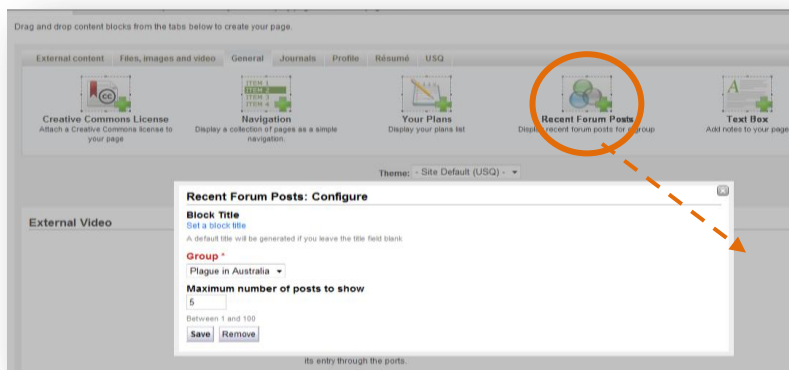 Drag and drop content blocks from the tabs below to create your page.
External content Files, images and video General Journals Profile Résumé USQ
ITEM 1
ITEM 2
ITEM 3
ITEM 4
Creative Commons License
Attach a Creative Commons license to
your page
Navigation
Display a collection of pages as a simple
navigation.
Your Plans
Display your plans list
Recent Forum Posts
Display recent forum posts for a group
Text Box
Add notes to your page
Theme: - Site Default (USQ) -
External Video
Recent Forum Posts: Configure
Block Title
Set a block title
A default title will be generated if you leave the title field blank
Group *
Plague in Australia
Maximum number of posts to show
5
Between 1 and 100
Save Remove
its entry through the ports.